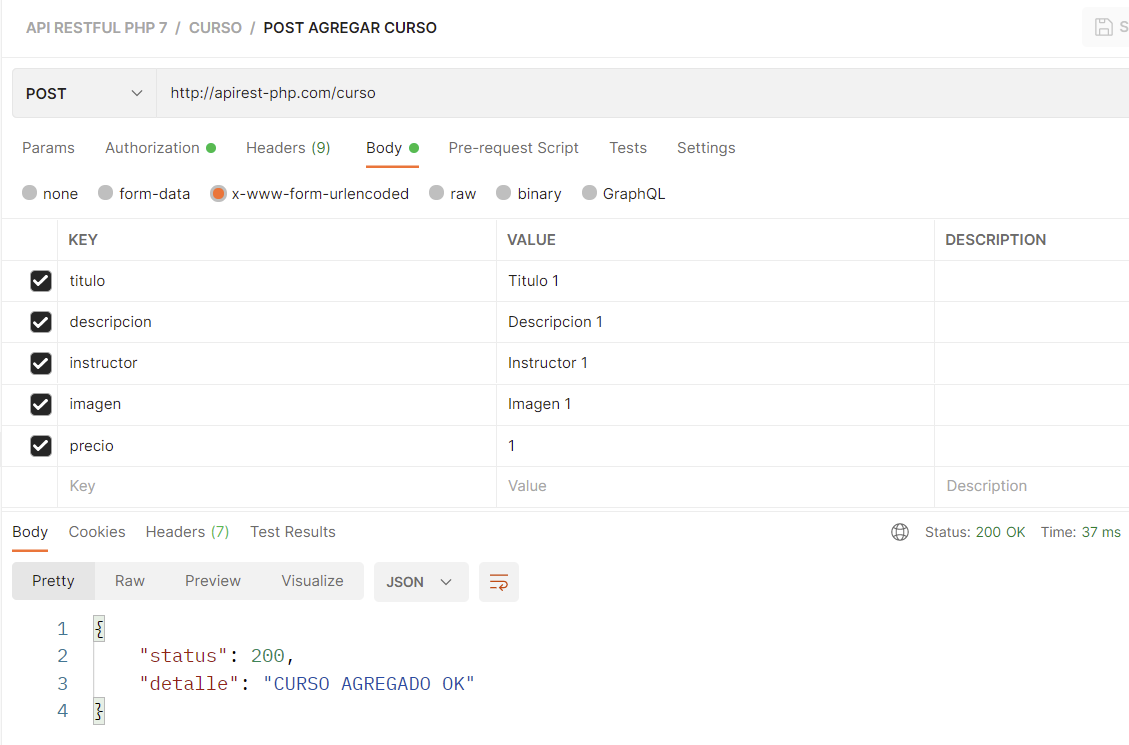 API RESTFUL PHP 7 / CURSO / POST AGREGAR CURSO
S
POST http://apirest-php.com/curso
Params Authorization Headers (9) Body Pre-request Script Tests Settings
none form-data x-www-form-urlencoded raw binary GraphQL
KEY VALUE DESCRIPTION
titulo Titulo 1
descripcion Descripcion 1
instructor Instructor 1
imagen Imagen 1
precio 1
Key Value Description
Body Cookies Headers (7) Test Results Status: 200 OK Time: 37 ms
Pretty Raw Preview Visualize JSON
1 {
2 "status": 200,
3 "detalle": "CURSO AGREGADO OK"
4 }